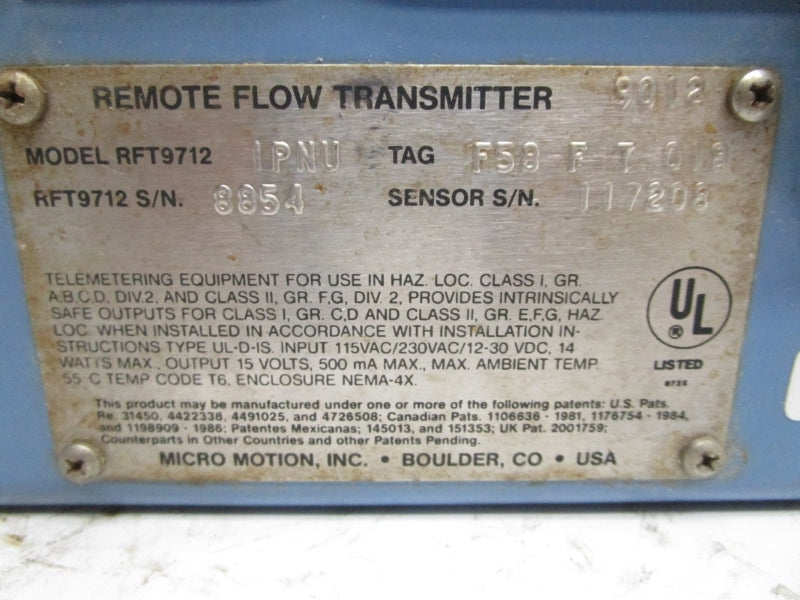 REMOTE FLOW TRANSMITTER 9012
MODEL RFT9712 1PNU TAG F58 F T 0
RFT9712 S/N. 8854 SENSOR S/N. 117208
TELEMETERING EQUIPMENT FOR USE IN HAZ. LOC. CLASS I, GR.
A,B,C,D, DIV.2, AND CLASS II, GR. F,G, DIV. 2, PROVIDES INTRINSICALLY
SAFE OUTPUTS FOR CLASS I, GR. C,D AND CLASS II, GR. E,F,G, HAZ.
LOC. WHEN INSTALLED IN ACCORDANCE WITH INSTALLATION IN-
STRUCTIONS TYPE UL-D-IS. INPUT 115VAC/230VAC/12-30 VDC, 14
WATTS MAX., OUTPUT 15 VOLTS, 500 mA MAX., MAX. AMBIENT TEMP.
55 C TEMP CODE T6, ENCLOSURE NEMA-4X.
UL
®
LISTED
This product may be manufactured under one or more of the following patents: U.S. Pats.
Re. 31450, 4422338, 4491025, and 4726508; Canadian Pats. 1106636 - 1981, 1176754 - 1984,
and 1198909 - 1986; Patentes Mexicanas; 145013, and 151353; UK Pat. 2001759;
Counterparts in Other Countries and other Patents Pending.
MICRO MOTION, INC. • BOULDER, CO • USA